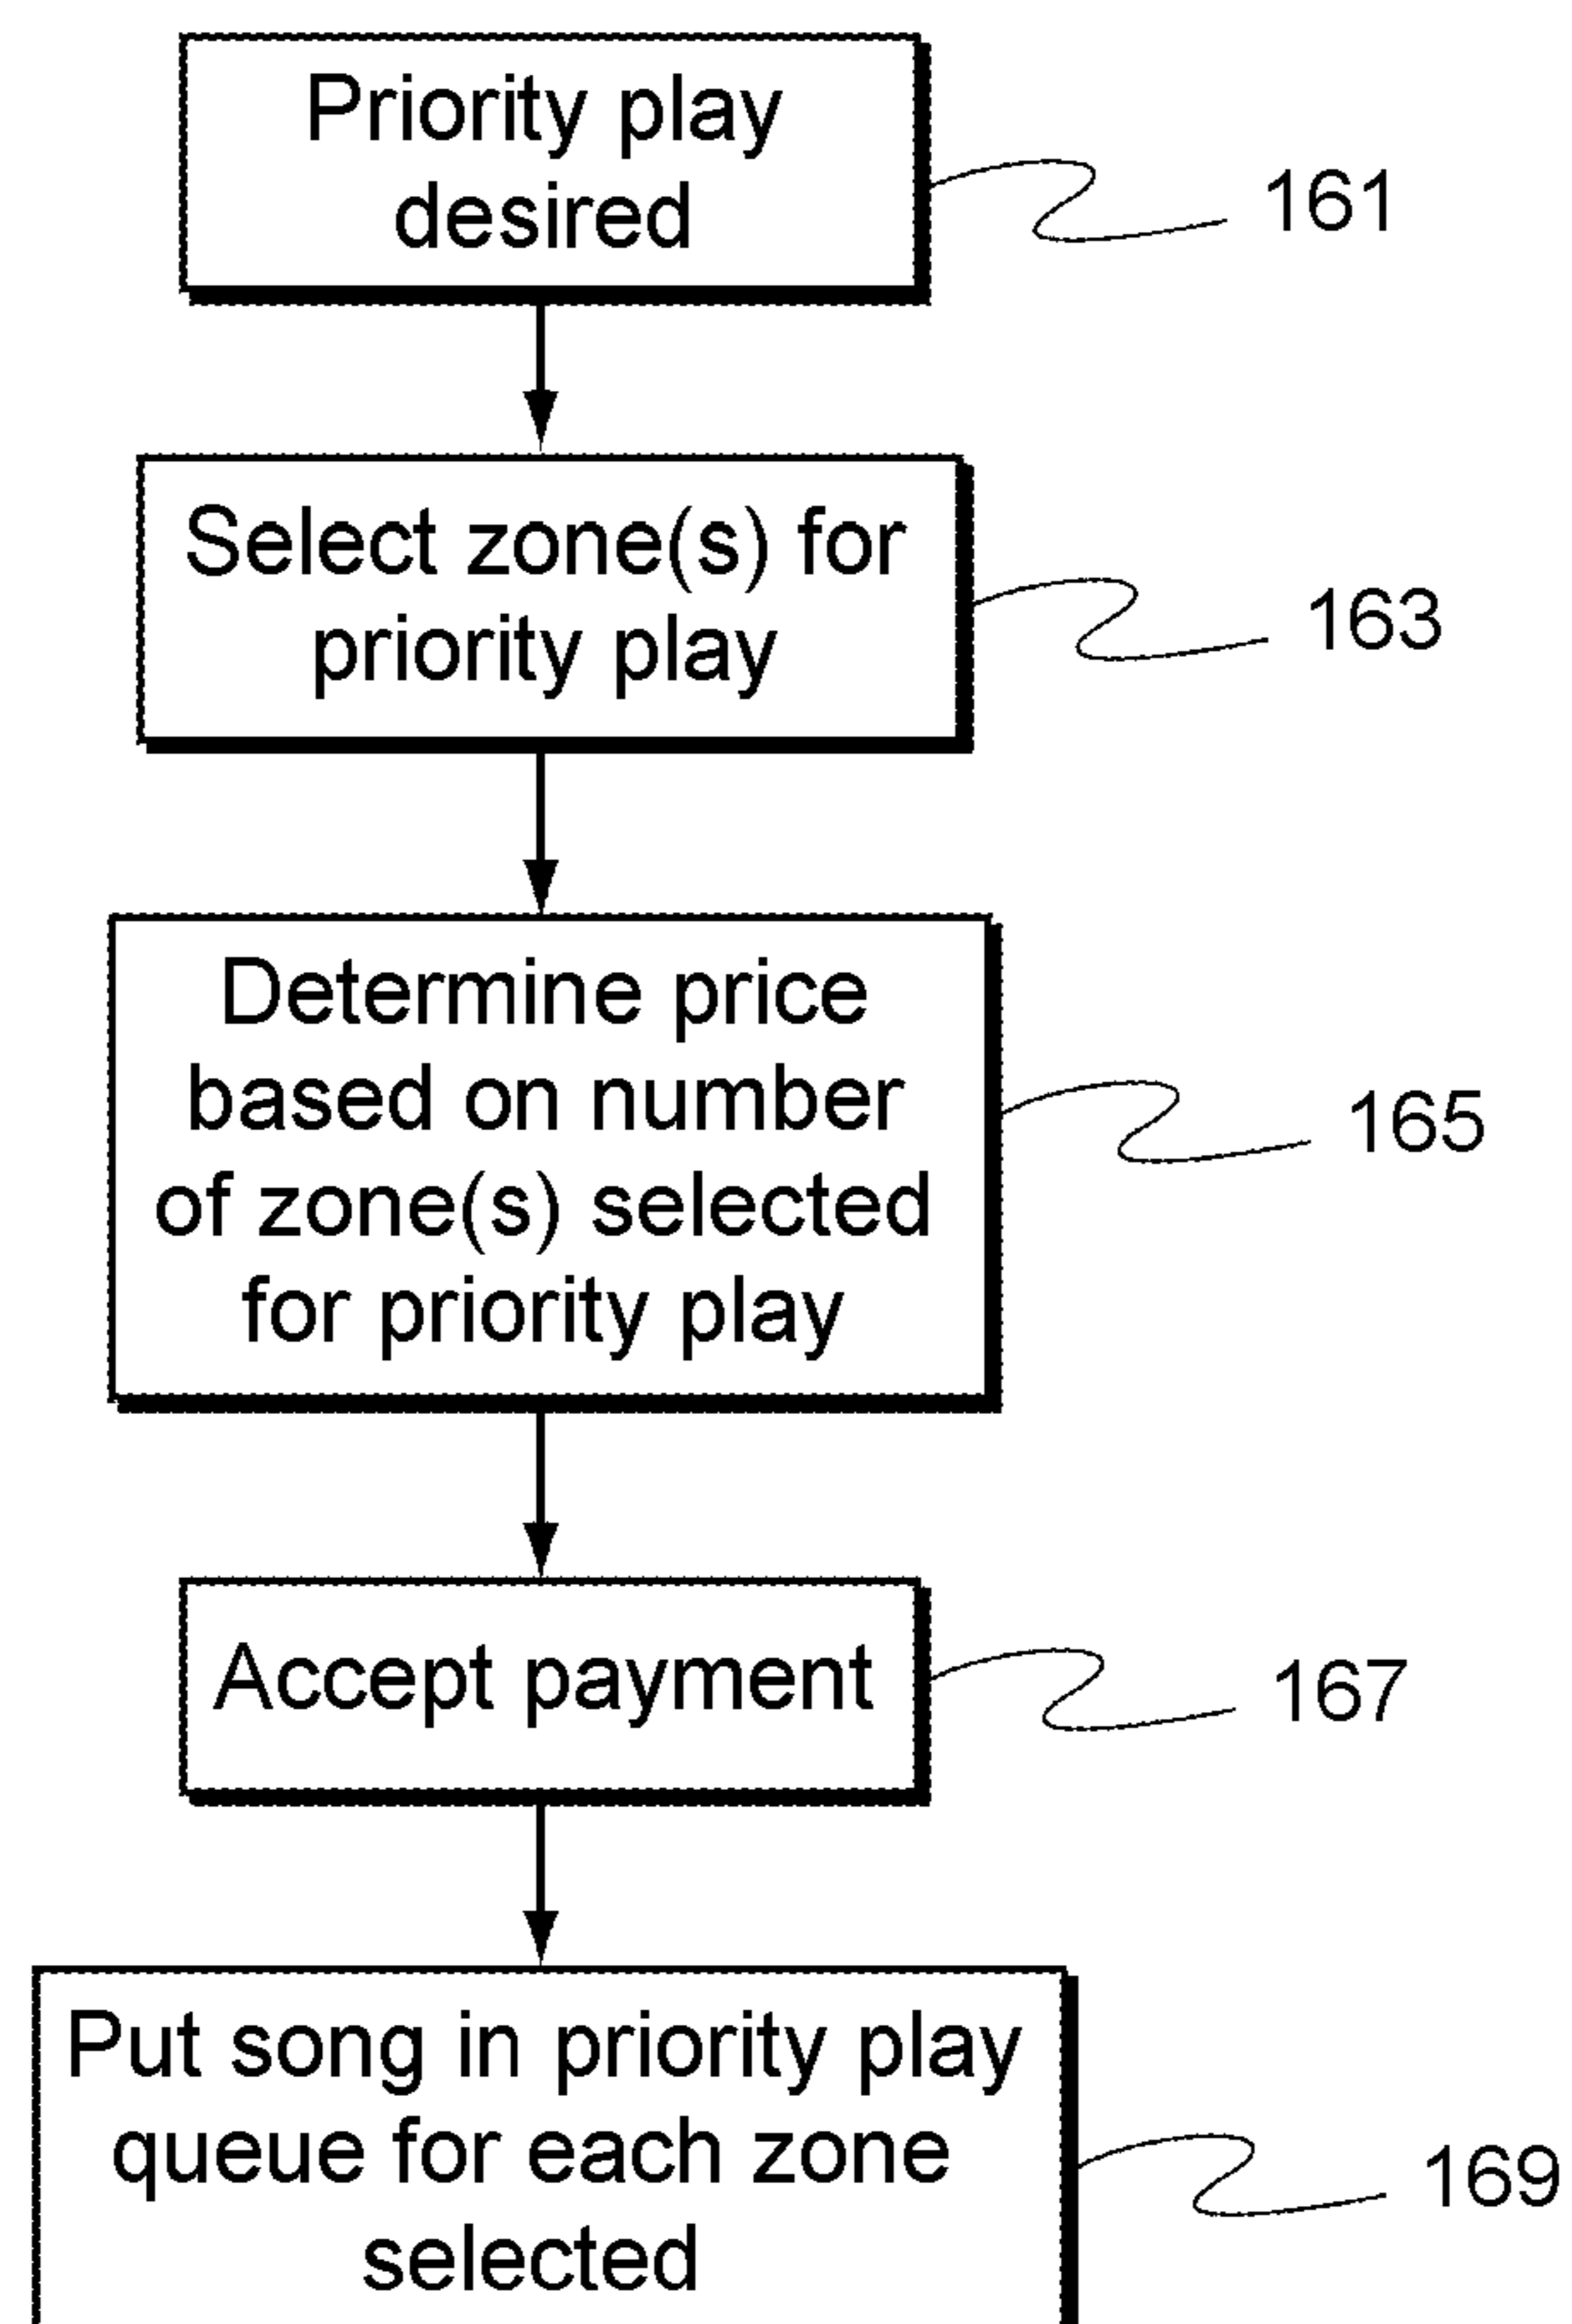 Priority play
desired
161
Select zone(s) for
priority play
163
Determine price
based on number
of zone(s) selected
for priority play
165
Accept payment
167
Put song in priority play
queue for each zone
selected
169